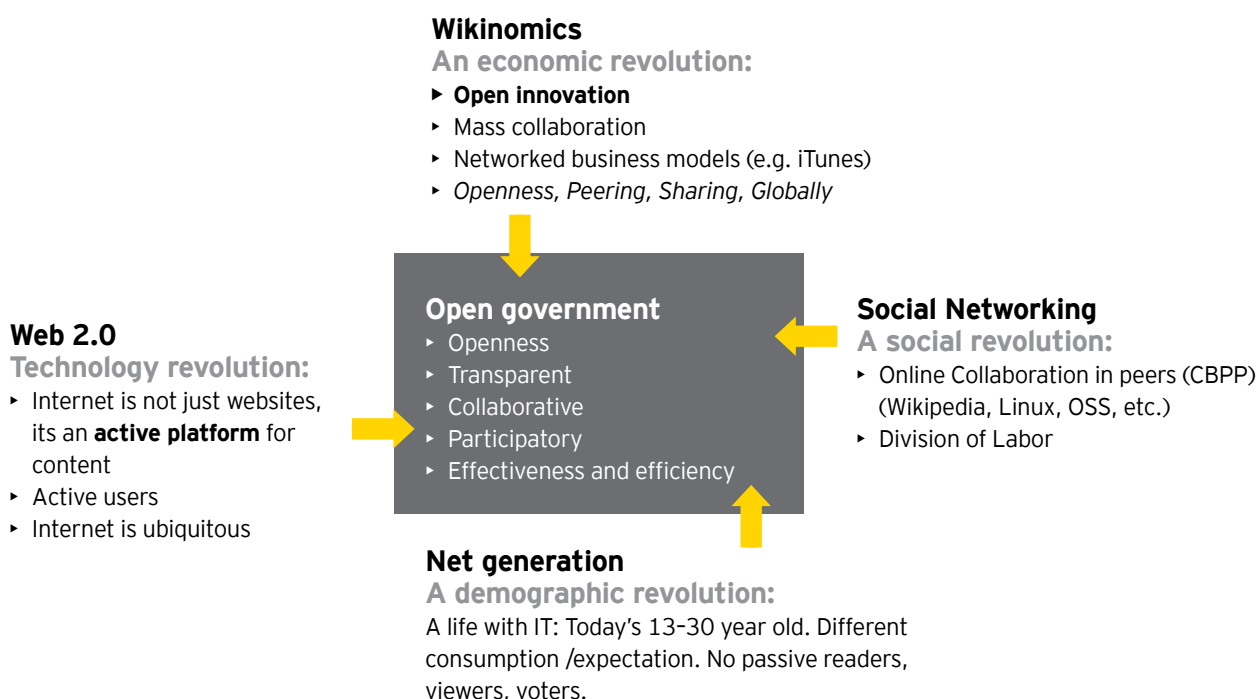 Wikinomics
An economic revolution:
‣ Open innovation
‣ Mass collaboration
‣ Networked business models (e.g. iTunes)
‣ Openness, Peering, Sharing, Globally
Open government
‣ Openness
‣ Transparent
‣ Collaborative
‣ Participatory
‣ Effectiveness and efficiency
Web 2.0
Technology revolution:
‣ Internet is not just websites,
its an active platform for
content
‣ Active users
‣ Internet is ubiquitous
Social Networking
A social revolution:
‣ Online Collaboration in peers (CBPP)
(Wikipedia, Linux, OSS, etc.)
‣ Division of Labor
Net generation
A demographic revolution:
A life with IT: Today's 13–30 year old. Different
consumption /expectation. No passive readers,
viewers, voters.